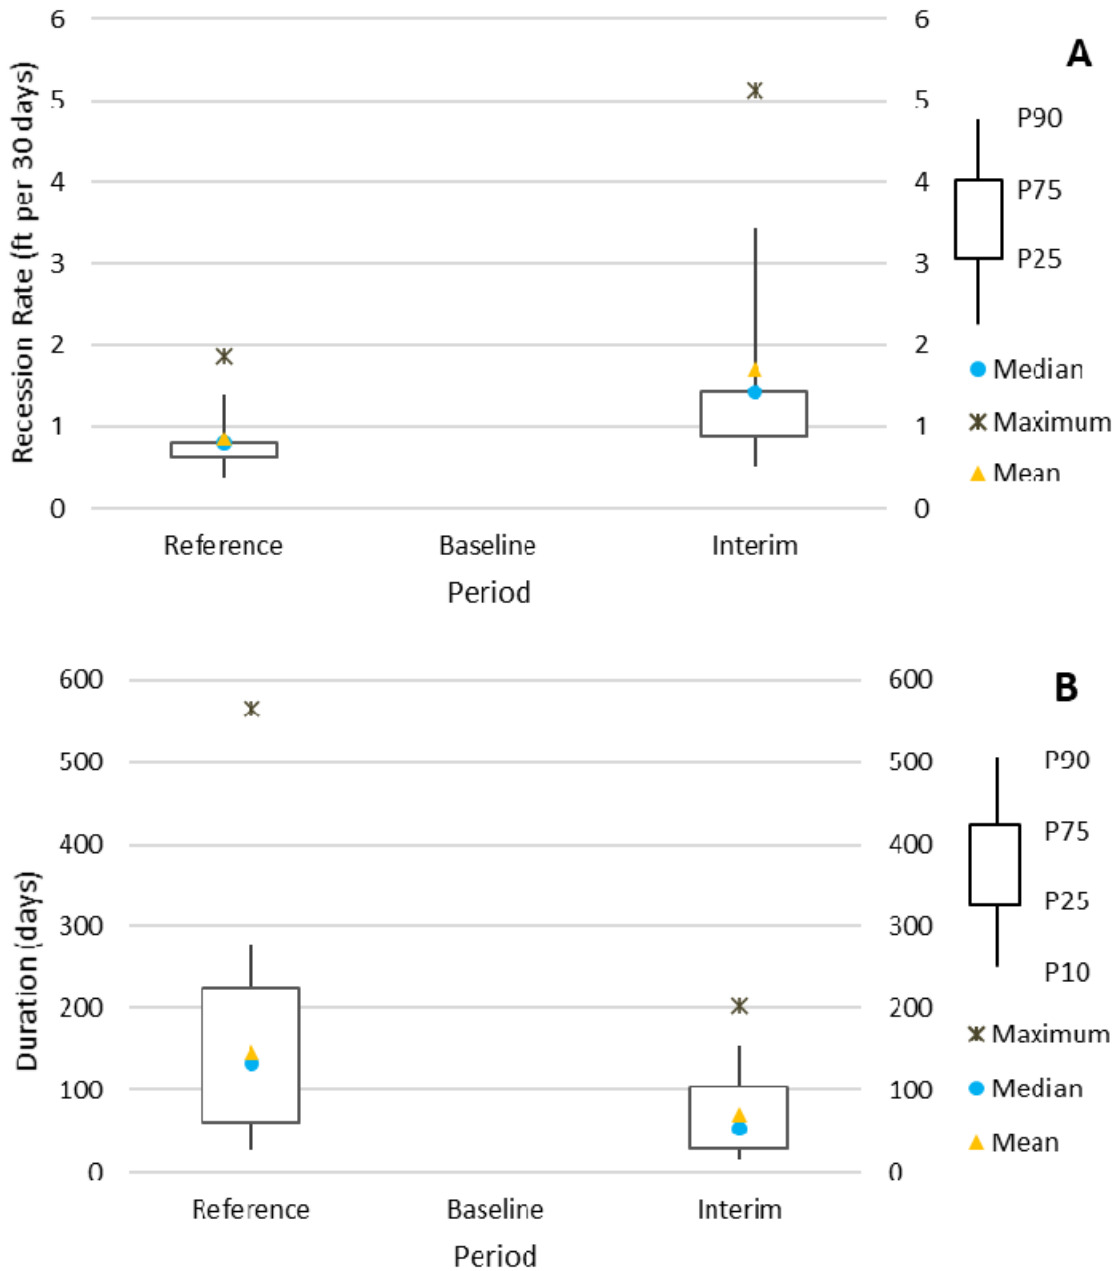 6 6
A
5 5
P90
4 4
P75
P25
3 3
2 2
Median
1 1
Maximum
Mean
0 0
Recession Rate (ft per 30 days)
Reference Baseline Interim
Period
600 600
B
500 500
P90
P75
400 400
P25
300 300
P10
200 200
Maximum
100 100
Median
Mean
0 0
Duration (days)
Reference Baseline Interim
Period